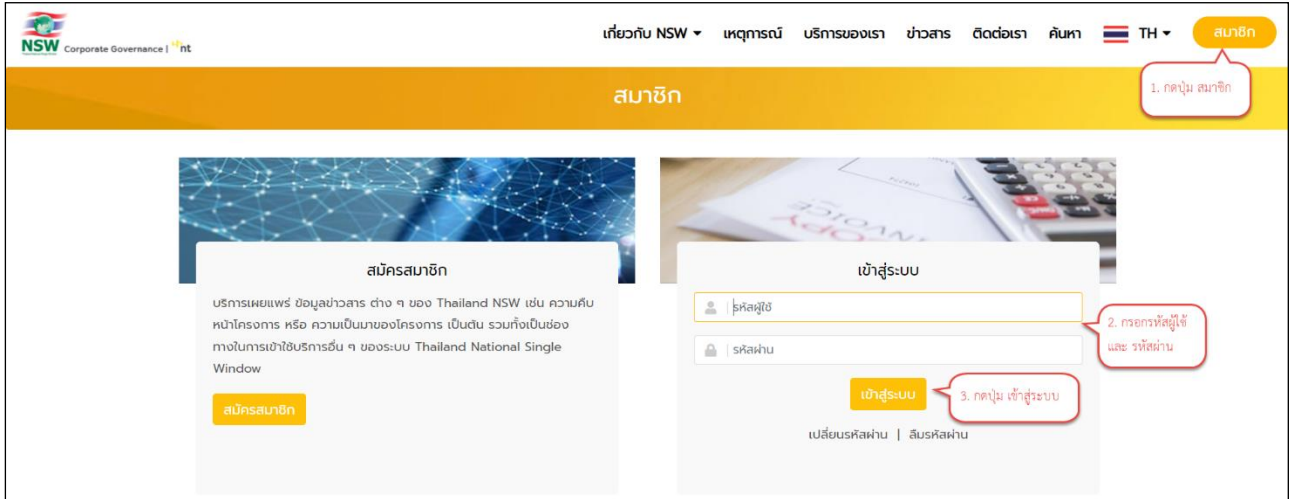 NSW Corporate Governance | nt
เกี่ยวกับ NSW เหตุการณ์ บริการของเรา ข่าวสาร ติดต่อเรา ค้นหา TH สมาชิก
1. กดปุ่ม สมาชิก
สมาชิก
INVOICE
COPY
สมัครสมาชิก
บริการเผยแพร่ ข้อมูลข่าวสาร ต่าง ๆ ของ Thailand NSW เช่น ความคืบ
หน้าโครงการ หรือ ความเป็นมาของโครงการ เป็นต้น รวมทั้งเป็นช่อง
ทางในการเข้าใช้บริการอื่น ๆ ของระบบ Thailand National Single
Window
สมัครสมาชิก
เข้าสู่ระบบ
รหัสผู้ใช้
รหัสผ่าน
2. กรอกรหัสผู้ใช้
และ รหัสผ่าน
เข้าสู่ระบบ
3. กดปุ่ม เข้าสู่ระบบ
เปลี่ยนรหัสผ่าน | ลืมรหัสผ่าน